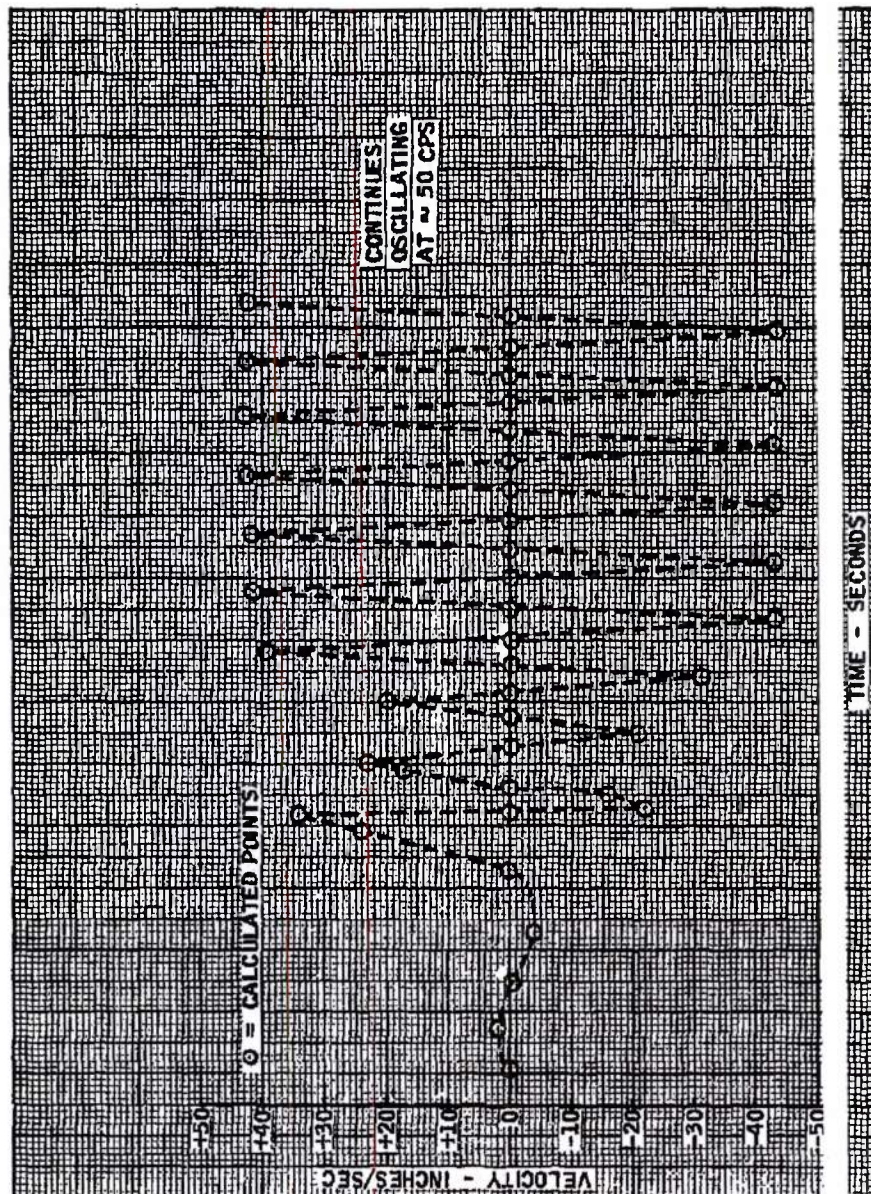 ⊙ = CALCULATED POINTS
CONTINUES
OSCILLATING
AT ≈ 50 CPS
VELOCITY - INCHES/SEC
+50
+40
+30
+20
+10
0
-10
-20
-30
-40
-50
TIME - SECONDS